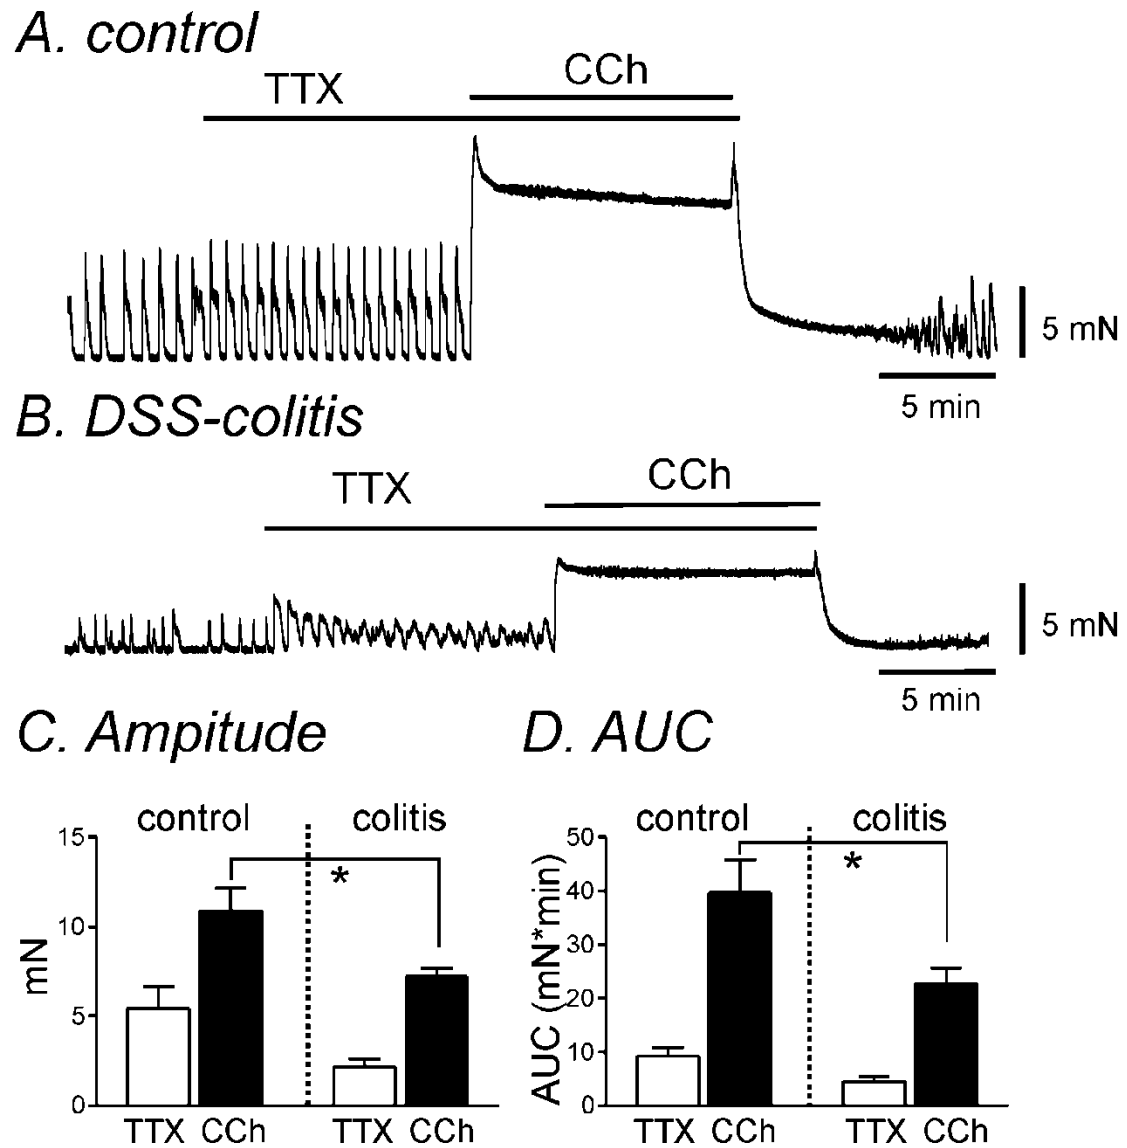 A. control
CCh
TTX
5 mN
5 min
B. DSS-colitis
CCh
TTX
5 mN
5 min
C. Ampitude
D. AUC
control colitis
15
10
5
0
mN
*
TTX CCh TTX CCh
control colitis
50
40
30
20
10
0
AUC (mN*min)
*
TTX CCh TTX CCh